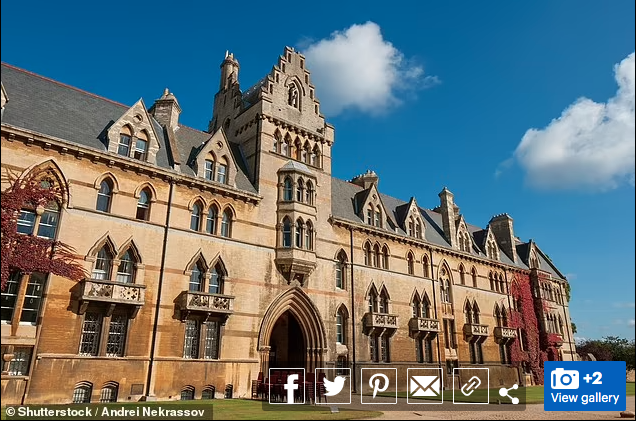 +2
View gallery
© Shutterstock / Andrei Nekrassov